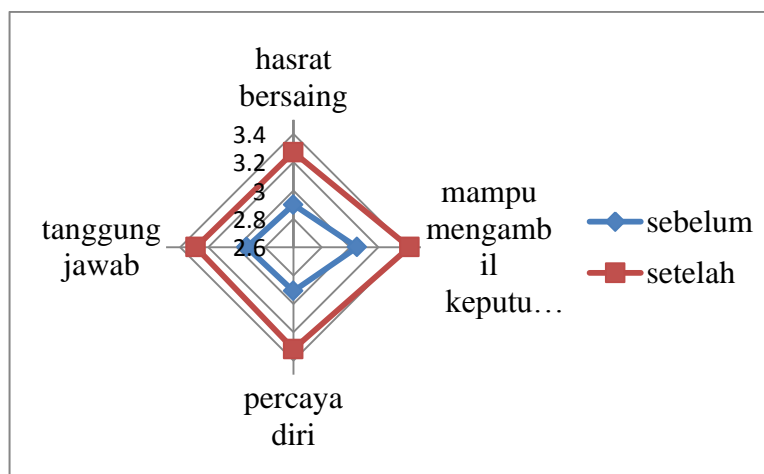 hasrat
bersaing
3.4
3.2
3
2.8
2.6
mampu
mengamb
il
keputu…
tanggung
jawab
percaya
diri
sebelum
setelah